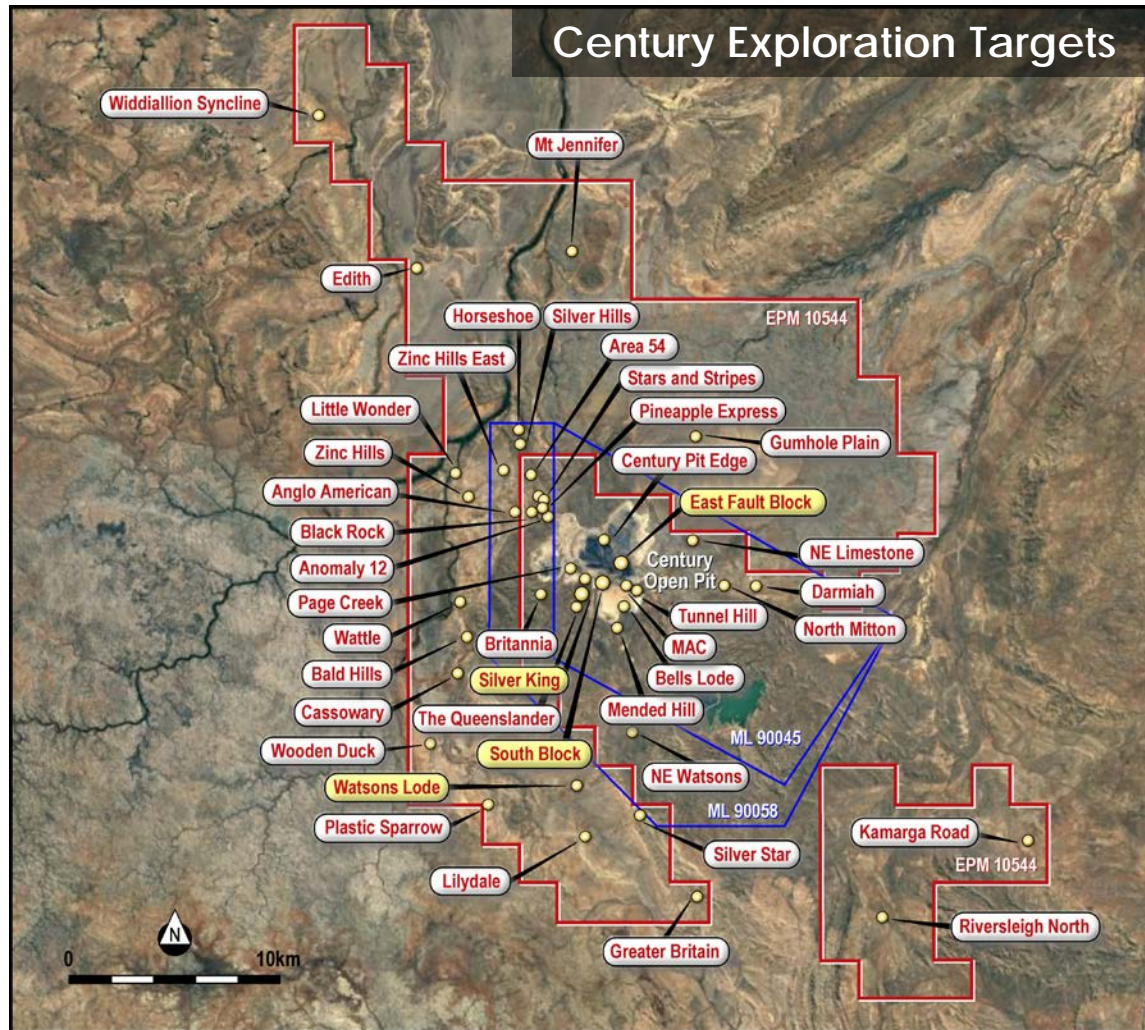 Century Exploration Targets
Widdiallion Syncline
Mt Jennifer
Edith
Horseshoe
Silver Hills
EPM 10544
Zinc Hills East
Area 54
Stars and Stripes
Little Wonder
Pineapple Express
Zinc Hills
Gumhole Plain
Century Pit Edge
Anglo American
East Fault Block
Black Rock
NE Limestone
Anomaly 12
Century
Open Pit
Darmiah
Page Creek
Tunnel Hill
North Mitton
Wattle
Britannia
MAC
Bald Hills
Silver King
Bells Lode
Cassowary
The Queenslander
Mended Hill
Wooden Duck
South Block
ML 90045
NE Watsons
Watsons Lode
ML 90058
Plastic Sparrow
Kamarga Road
Silver Star
EPM 10544
Lilydale
Riversleigh North
Greater Britain
N
0
10km